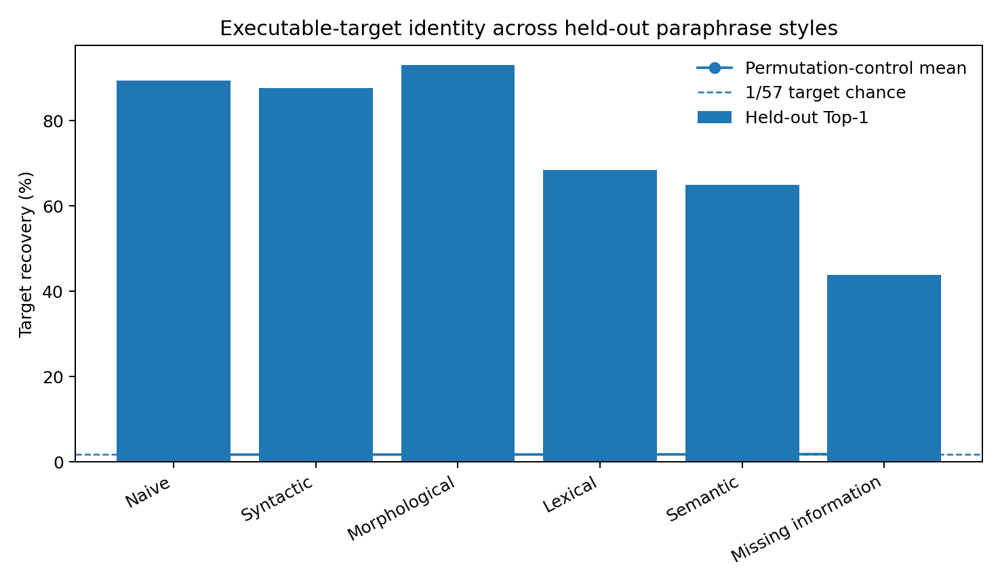 Executable-target identity across held-out paraphrase styles
Permutation-control mean
1/57 target chance
Held-out Top-1
Target recovery (%)
80
60
40
20
0
Naive
Syntactic
Morphological
Lexical
Semantic
Missing information